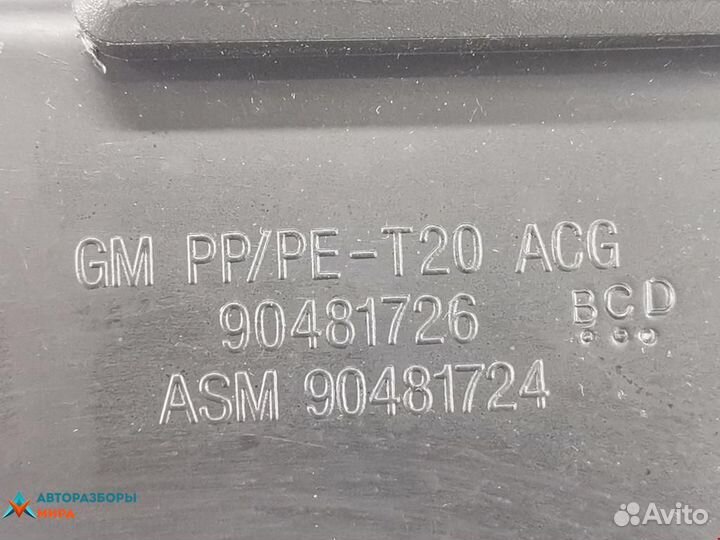 GM PP/PE-T20 ACG
90481726 BCD
ASM 90481724
АВТОРАЗБОРЫ
МИРА
Avito